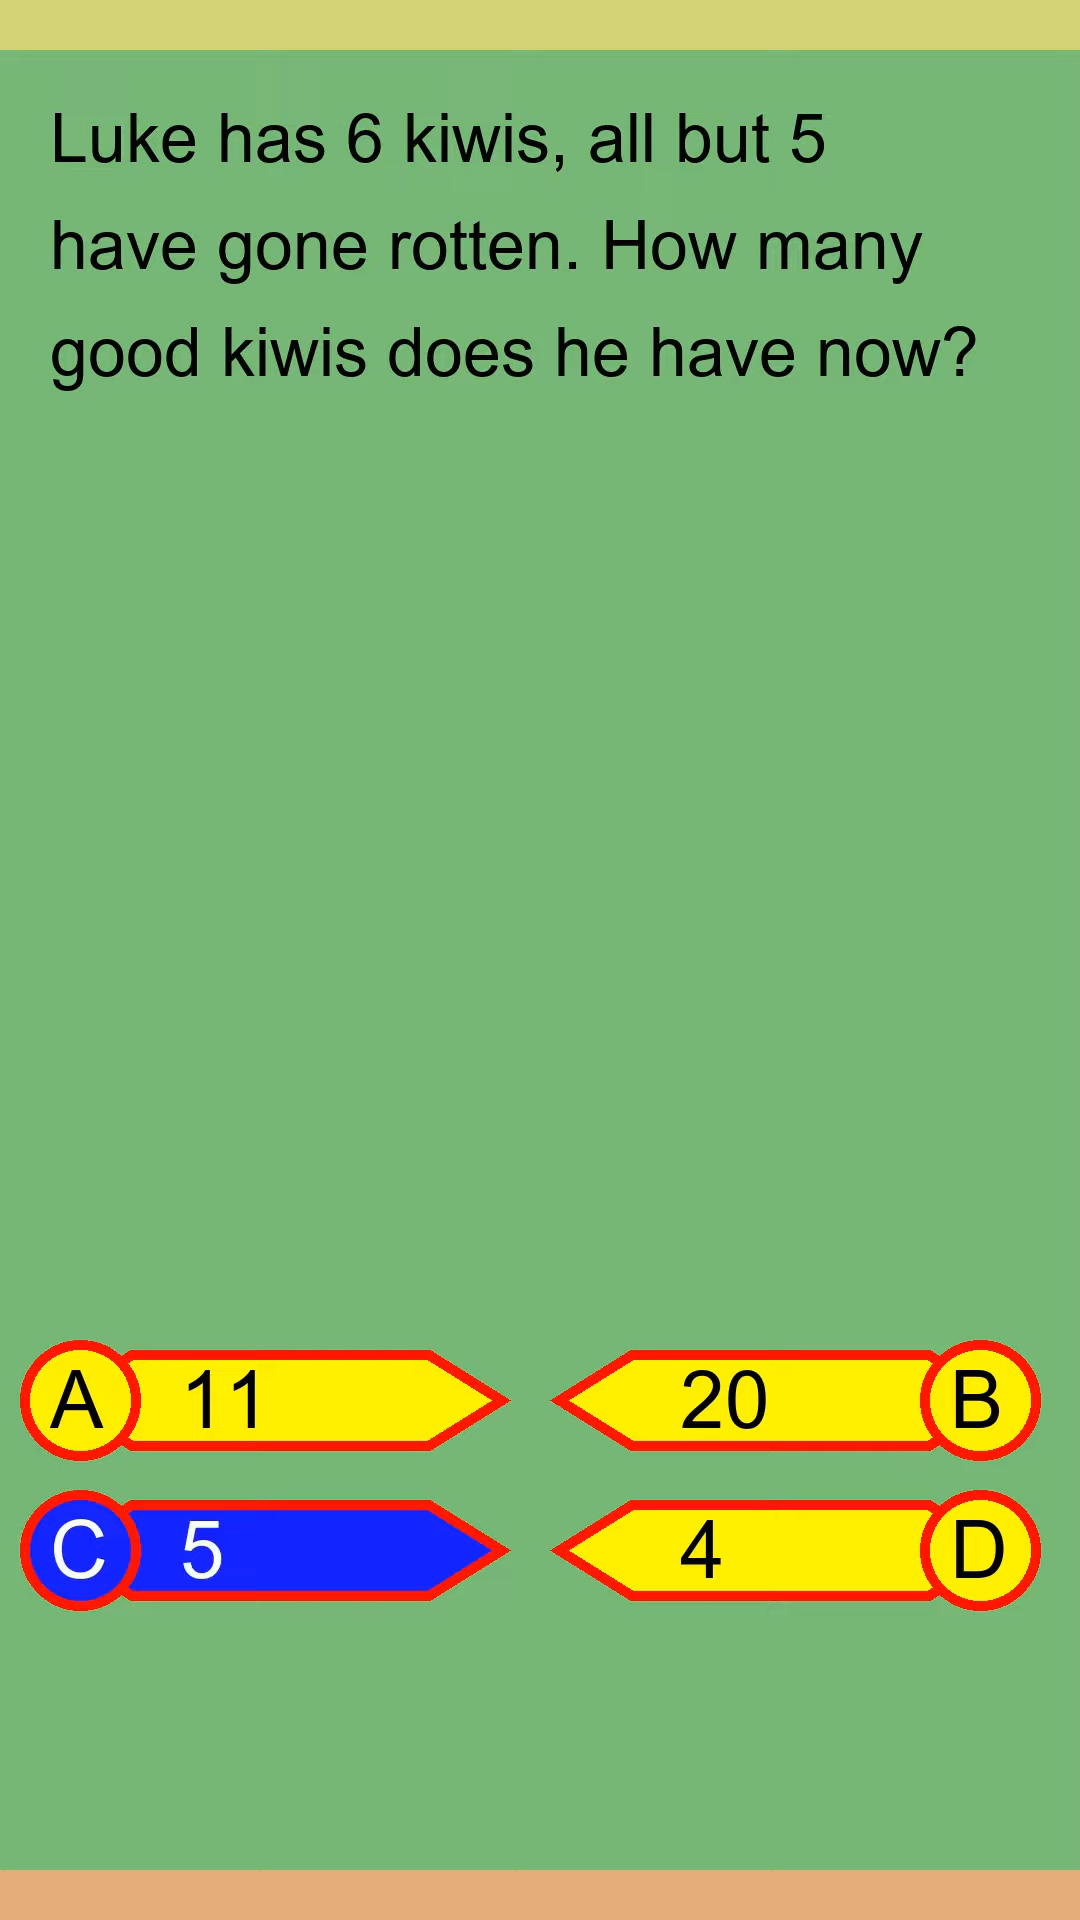 Luke has 6 kiwis, all but 5
have gone rotten. How many
good kiwis does he have now?
A 11
20 B
C 5
4 D